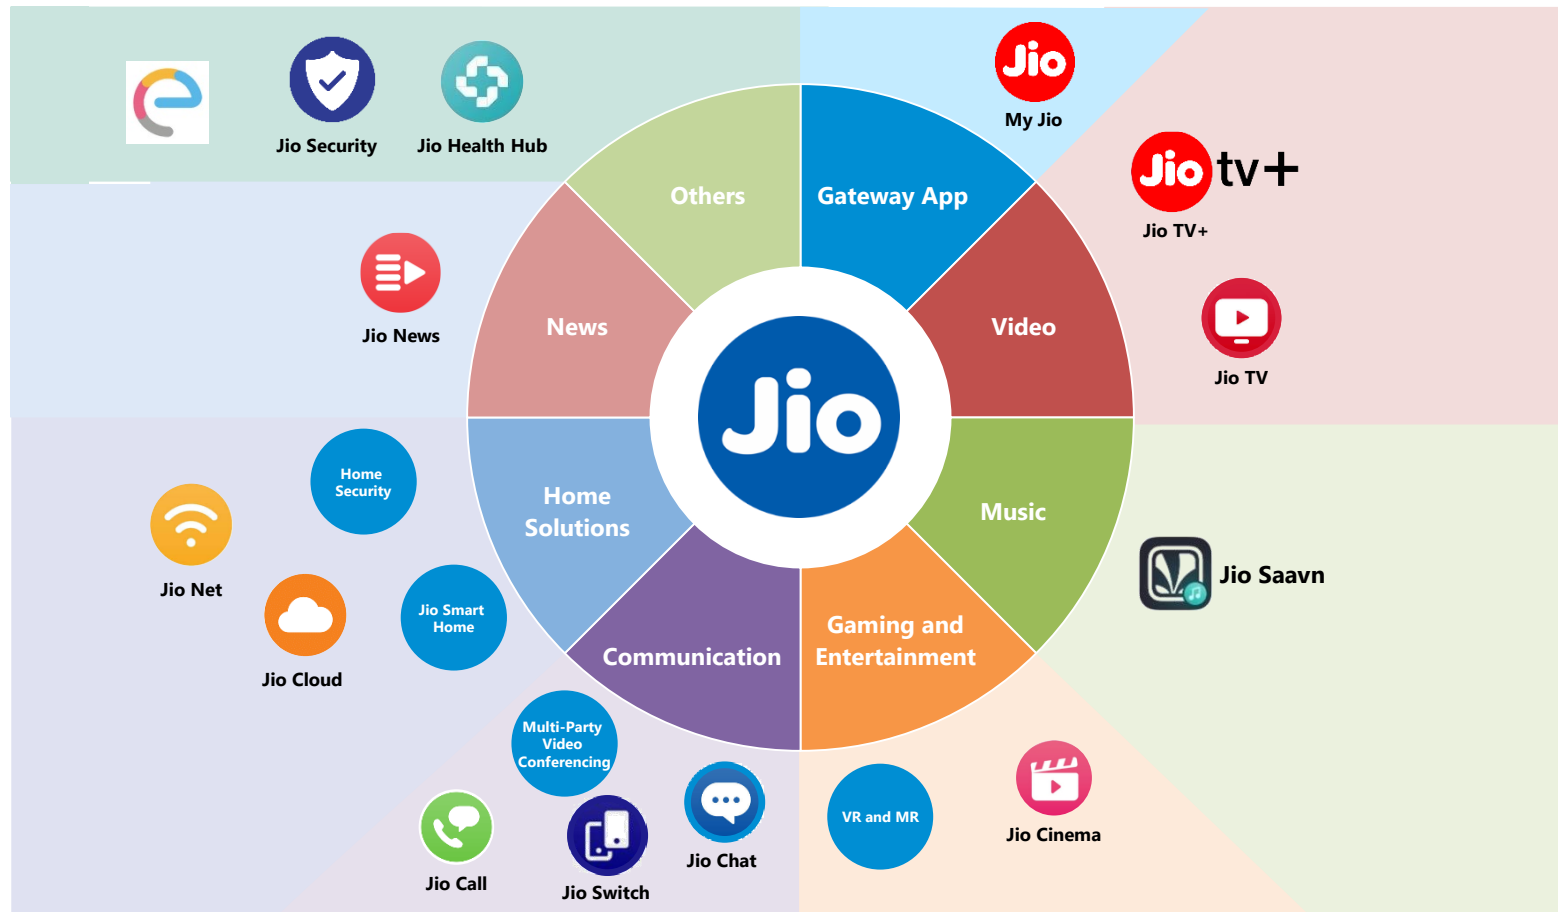 Jio
My Jio
Jio Security
Jio Health Hub
Jio tv+
Jio TV+
Others
Gateway App
Jio News
News
Video
Jio TV
Jio
Home
Security
Home
Solutions
Music
Jio Net
Jio Smart
Home
Jio Saavn
Jio Cloud
Communication
Gaming and
Entertainment
Multi-Party
Video
Conferencing
Jio Call
Jio Switch
Jio Chat
VR and MR
Jio Cinema